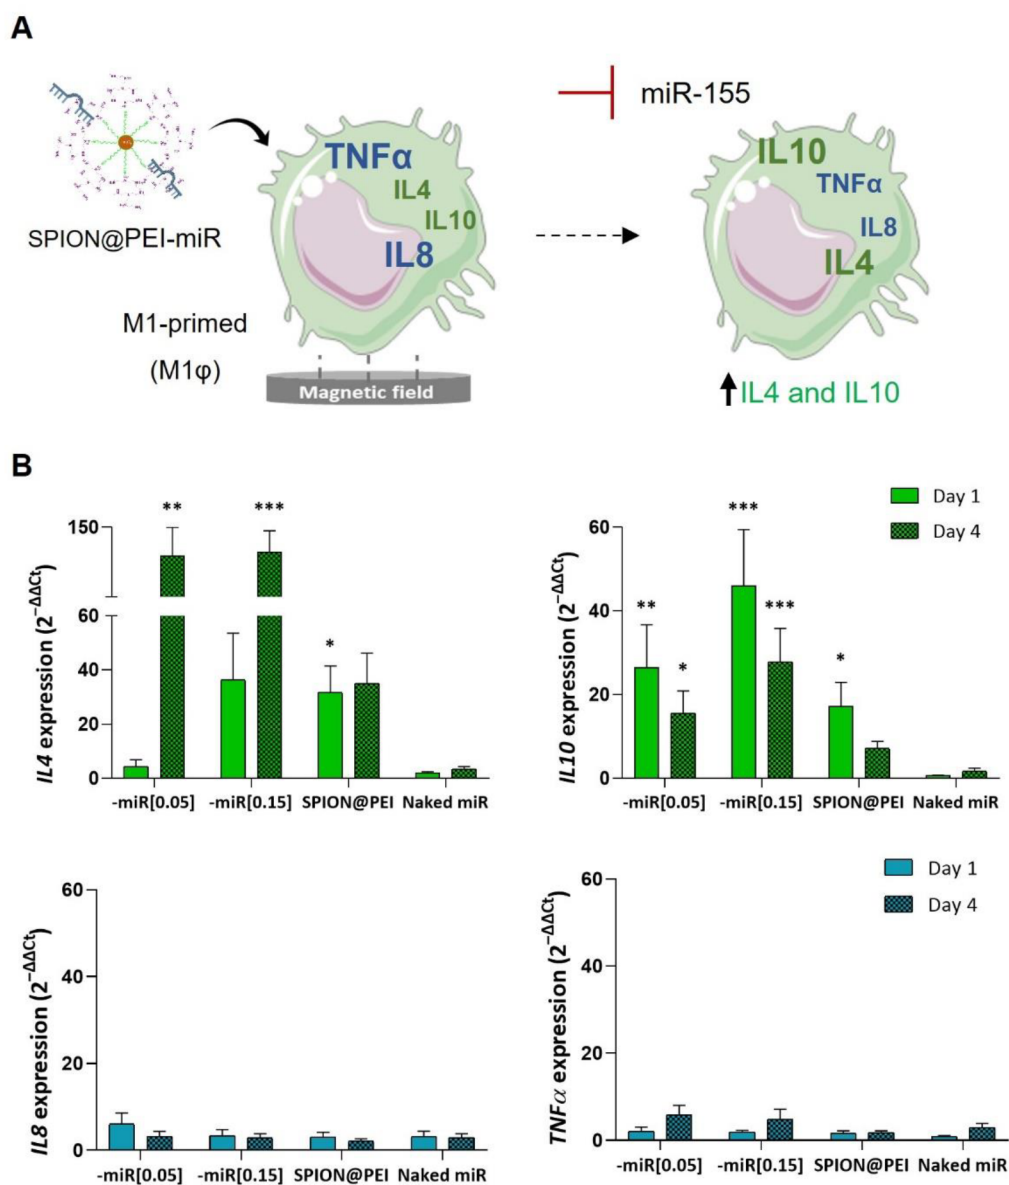 A
miR-155
TNFα
IL4
IL10
IL8
SPION@PEI-miR
M1-primed
(M1φ)
Magnetic field
IL10
TNFα
IL8
IL4
IL4 and IL10
B
IL4 expression (2^−ΔΔCt)
150
60
40
20
0
**
***
*
-miR[0.05]
-miR[0.15]
SPION@PEI
Naked miR
IL10 expression (2^−ΔΔCt)
60
40
20
0
**
*
***
***
*
-miR[0.05]
-miR[0.15]
SPION@PEI
Naked miR
Day 1
Day 4
IL8 expression (2^−ΔΔCt)
60
40
20
0
-miR[0.05]
-miR[0.15]
SPION@PEI
Naked miR
TNFα expression (2^−ΔΔCt)
60
40
20
0
-miR[0.05]
-miR[0.15]
SPION@PEI
Naked miR
Day 1
Day 4